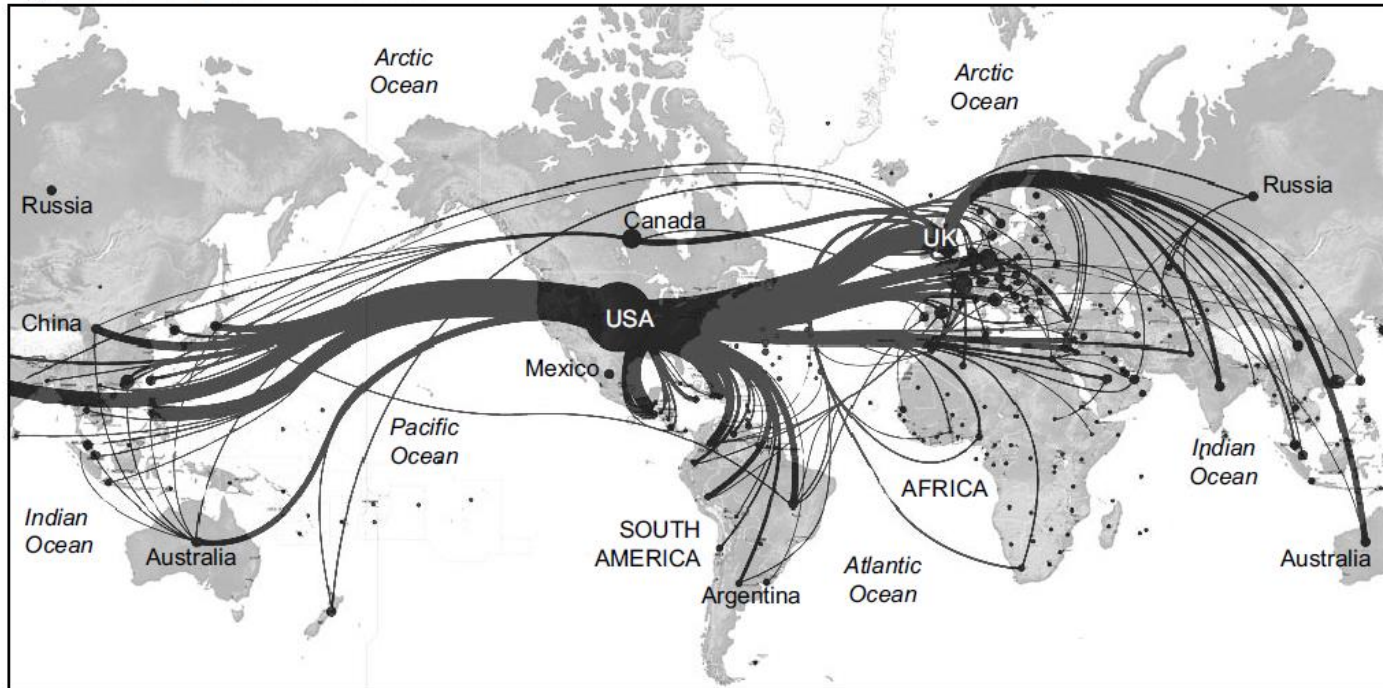 Arctic
Ocean
Arctic
Ocean
Russia
Russia
Canada
UK
China
USA
Mexico
Pacific
Ocean
Indian
Ocean
AFRICA
Indian
Ocean
Australia
SOUTH
AMERICA
Atlantic
Ocean
Australia
Argentina